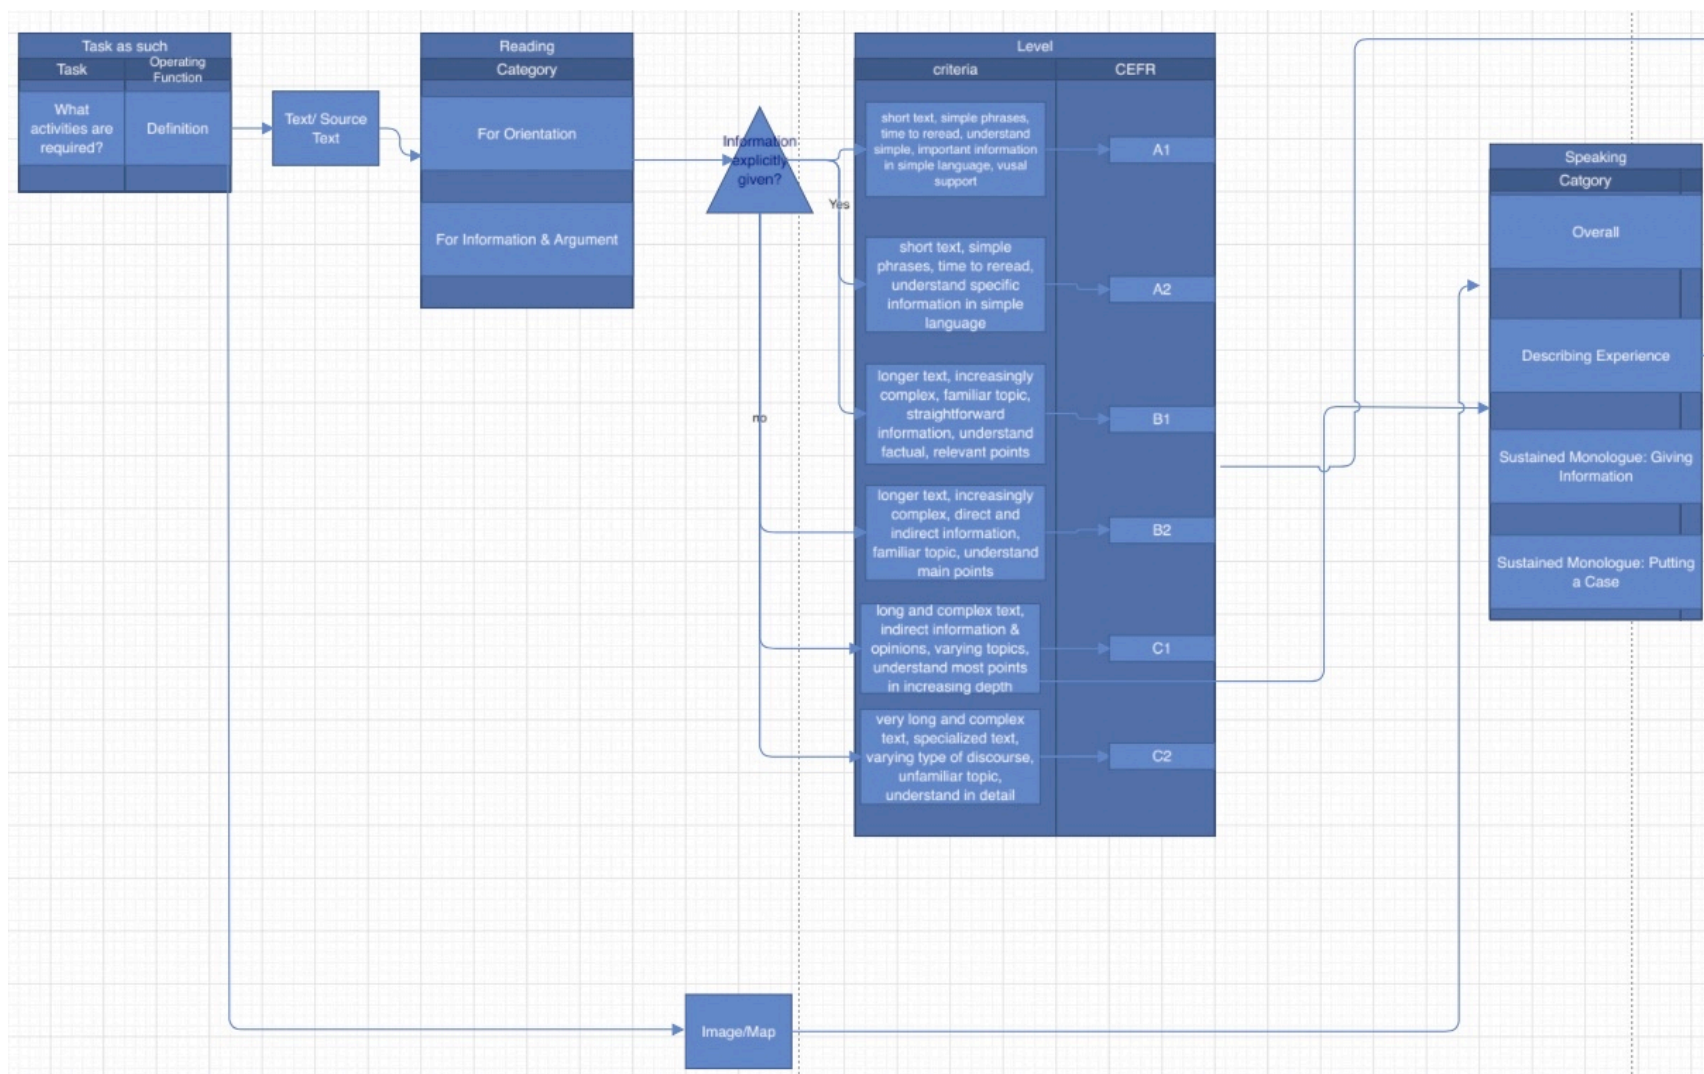 Task as such
Task
Operating
Function
What
activities are
required?
Definition
Text/ Source
Text
Reading
Category
For Orientation
For Information & Argument
Information
explicitly
given?
Yes
no
Level
criteria
CEFR
short text, simple phrases,
time to reread, understand
simple, important information
in simple language, vusal
support
A1
short text, simple
phrases, time to reread,
understand specific
information in simple
language
A2
longer text, increasingly
complex, familiar topic,
straightforward
information, understand
factual, relevant points
B1
longer text, increasingly
complex, direct and
indirect information,
familiar topic, understand
main points
B2
long and complex text,
indirect information &
opinions, varying topics,
understand most points
in increasing depth
C1
very long and complex
text, specialized text,
varying type of discourse,
unfamiliar topic,
understand in detail
C2
Speaking
Catgory
Overall
Describing Experience
Sustained Monologue: Giving
Information
Sustained Monologue: Putting
a Case
Image/Map